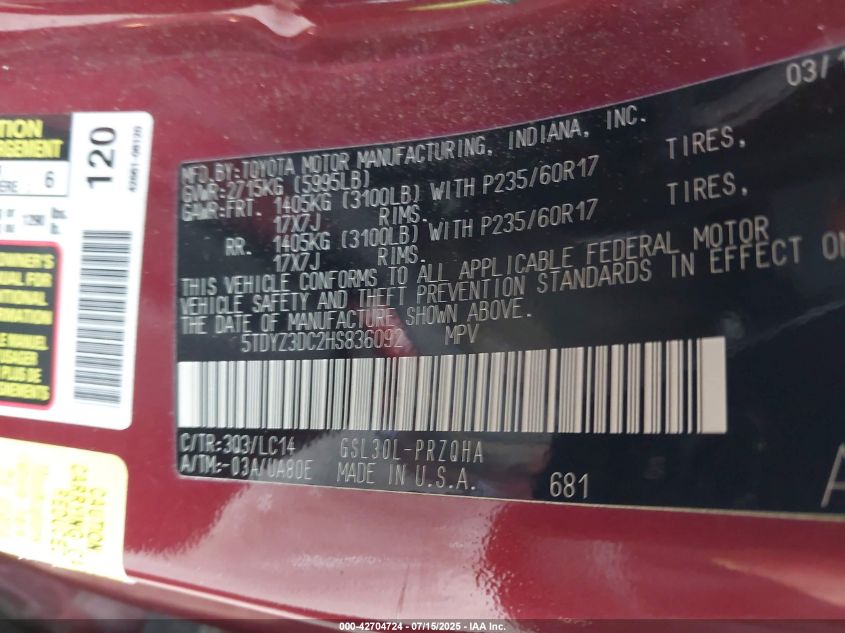 03/1
MFD.BY:TOYOTA MOTOR MANUFACTURING, INDIANA, INC.
GVWR:2715KG (5995LB)
GAWR:FRT. 1405KG (3100LB) WITH P235/60R17 TIRES,
17X7J RIMS.
RR. 1405KG (3100LB) WITH P235/60R17 TIRES,
17X7J RIMS.
THIS VEHICLE CONFORMS TO ALL APPLICABLE FEDERAL MOTOR
VEHICLE SAFETY AND THEFT PREVENTION STANDARDS IN EFFECT ON
THE DATE OF MANUFACTURE SHOWN ABOVE.
5TDYZ3DC2HS836092 MPV
C/TR:3Q3/LC14 GSL30L-PRZQHA
A/TM:-03A/UA80E MADE IN U.S.A.
681
A
120
6
CAUTION
000-42704724 - 07/15/2025 - IAA Inc.